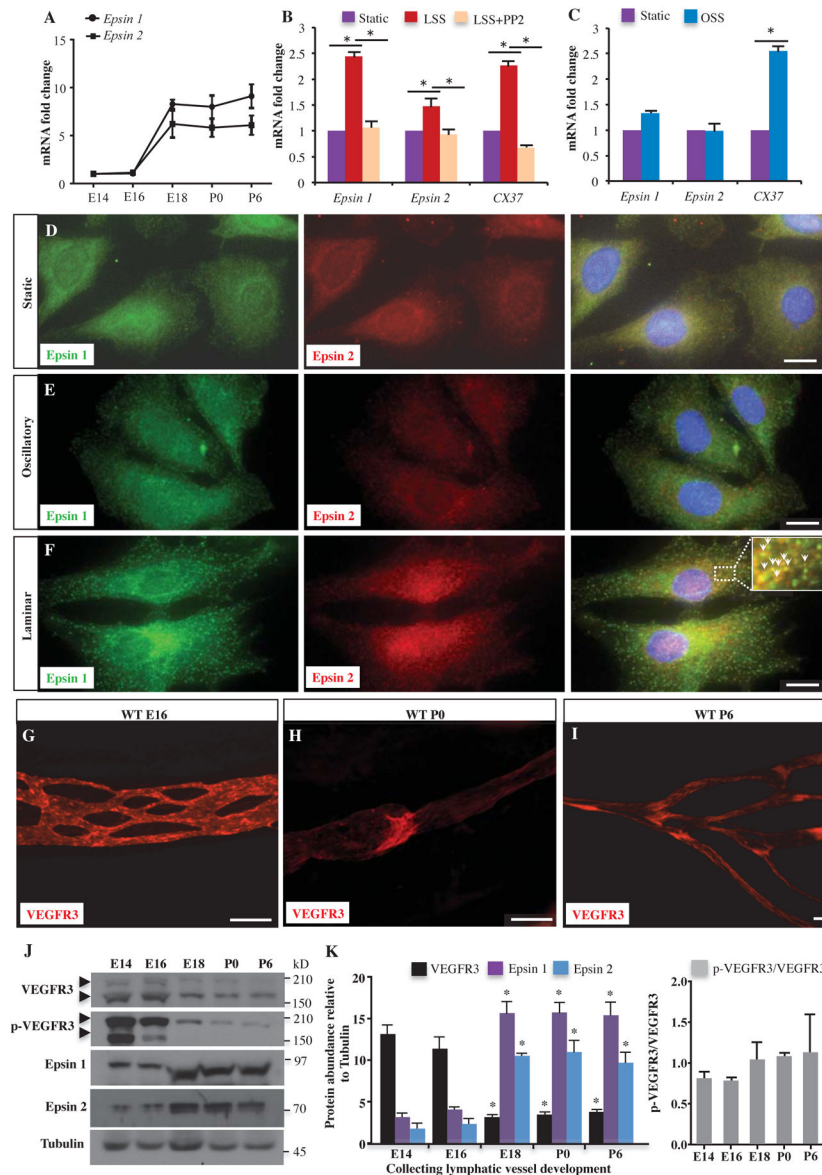 A
Epsin 1
Epsin 2
mRNA fold change
15
10
5
0
E14 E16 E18 P0 P6
B
Static LSS LSS+PP2
* * * * * *
mRNA fold change
3
2.5
2
1.5
1
0.5
0
Epsin 1 Epsin 2 CX37
C
Static OSS
*
mRNA fold change
3
2.5
2
1.5
1
0.5
0
Epsin 1 Epsin 2 CX37
Static
D
Epsin 1
Epsin 2
Oscillatory
E
Epsin 1
Epsin 2
Laminar
F
Epsin 1
Epsin 2
WT E16
WT P0
WT P6
G
VEGFR3
H
VEGFR3
I
VEGFR3
J
E14 E16 E18 P0 P6 kD
VEGFR3
210
150
p-VEGFR3
210
150
Epsin 1
97
Epsin 2
70
Tubulin
45
K
VEGFR3 Epsin 1 Epsin 2
Protein abundance relative
to Tubulin
20
15
10
5
0
* * * * * * * * *
E14 E16 E18 P0 P6
Collecting lymphatic vessel development
p-VEGFR3/VEGFR3
p-VEGFR3/VEGFR3
2.0
1.5
1.0
0.5
0.0
E14 E16 E18 P0 P6